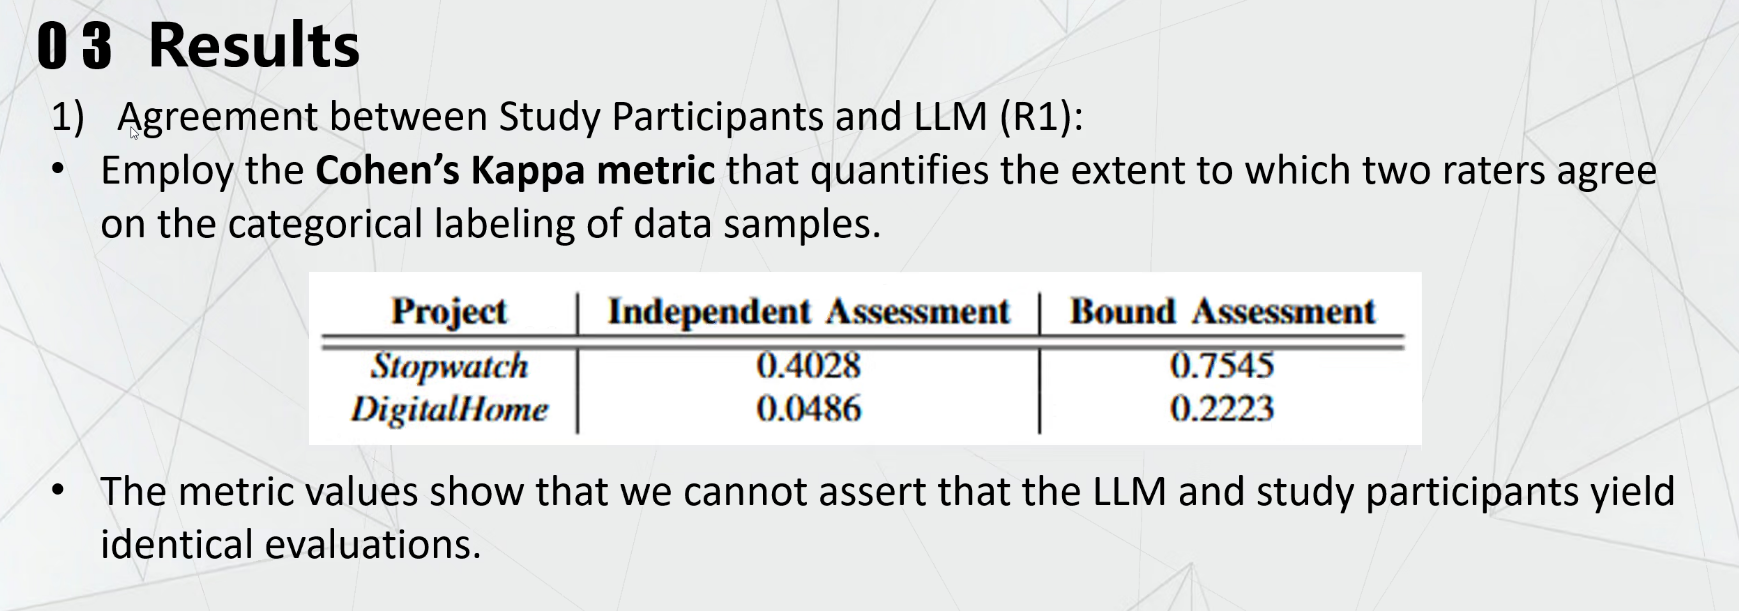 03 Results
1) Agreement between Study Participants and LLM (R1):
• Employ the Cohen’s Kappa metric that quantifies the extent to which two raters agree
on the categorical labeling of data samples.
Project Independent Assessment Bound Assessment
Stopwatch 0.4028 0.7545
DigitalHome 0.0486 0.2223
• The metric values show that we cannot assert that the LLM and study participants yield
identical evaluations.